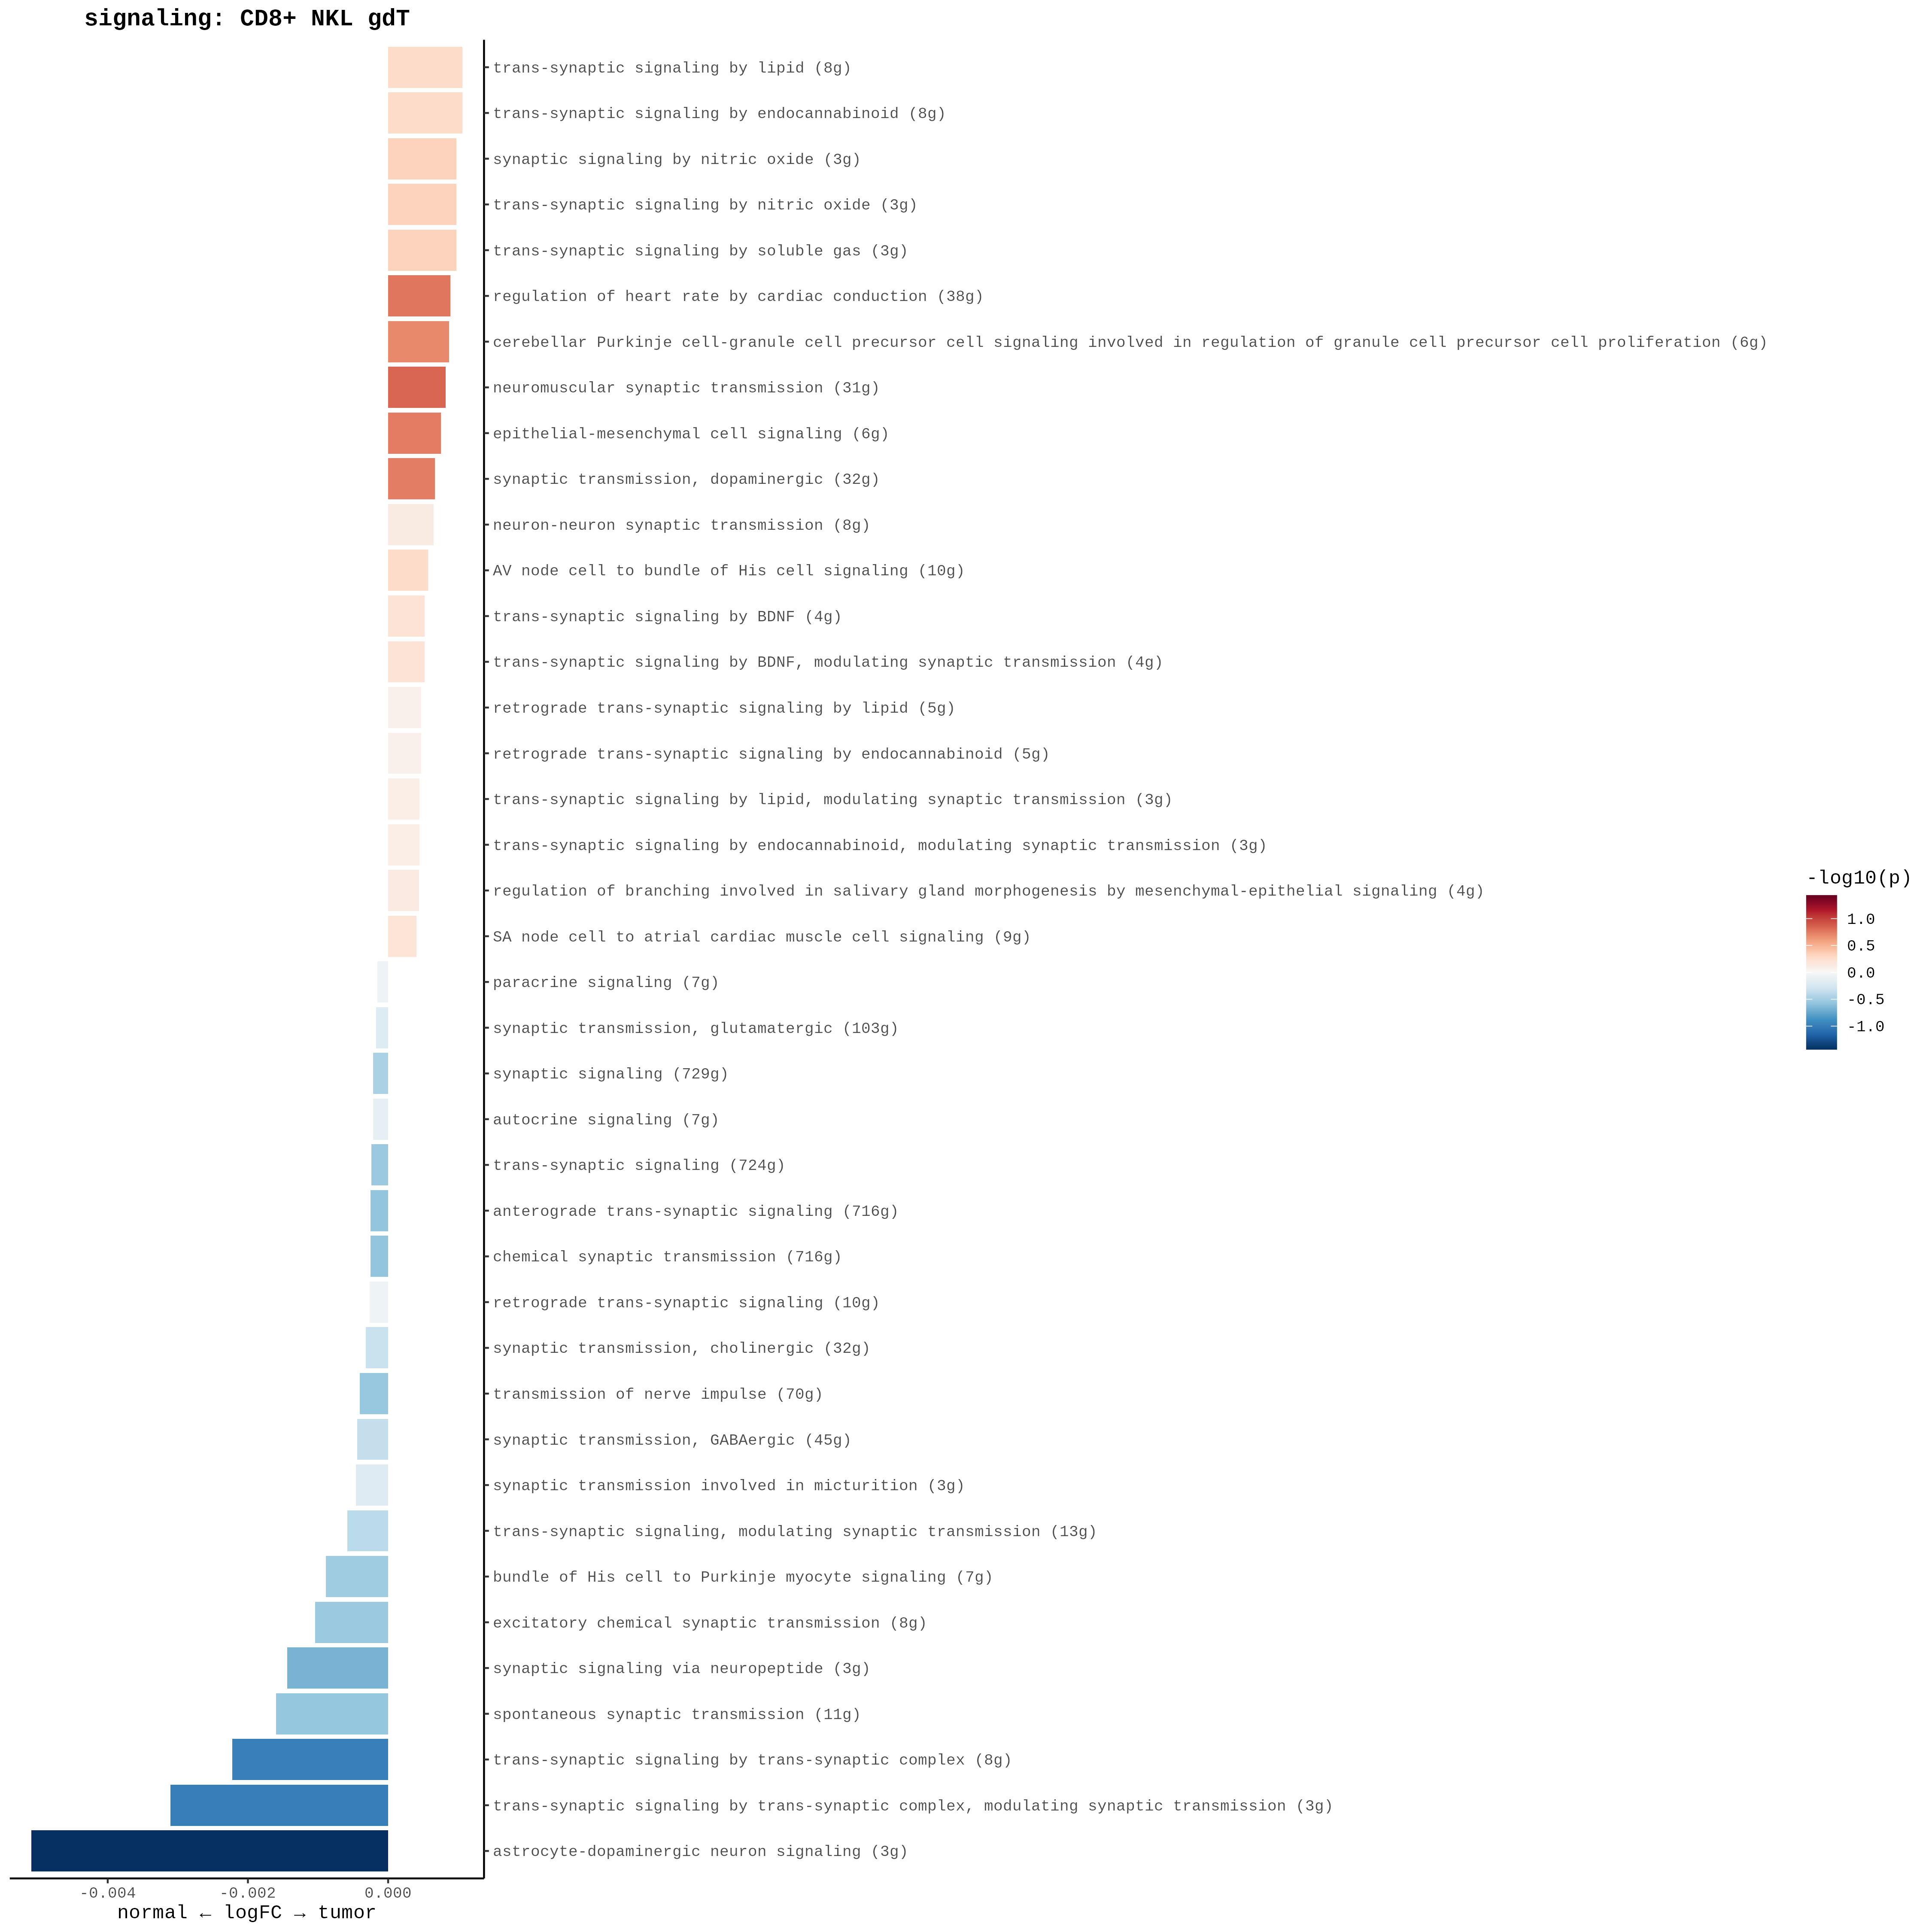 signaling: CD8+ NKL gdT
trans-synaptic signaling by lipid (8g)
trans-synaptic signaling by endocannabinoid (8g)
synaptic signaling by nitric oxide (3g)
trans-synaptic signaling by nitric oxide (3g)
trans-synaptic signaling by soluble gas (3g)
regulation of heart rate by cardiac conduction (38g)
cerebellar Purkinje cell-granule cell precursor cell signaling involved in regulation of granule cell precursor cell proliferation (6g)
neuromuscular synaptic transmission (31g)
epithelial-mesenchymal cell signaling (6g)
synaptic transmission, dopaminergic (32g)
neuron-neuron synaptic transmission (8g)
AV node cell to bundle of His cell signaling (10g)
trans-synaptic signaling by BDNF (4g)
trans-synaptic signaling by BDNF, modulating synaptic transmission (4g)
retrograde trans-synaptic signaling by lipid (5g)
retrograde trans-synaptic signaling by endocannabinoid (5g)
trans-synaptic signaling by lipid, modulating synaptic transmission (3g)
trans-synaptic signaling by endocannabinoid, modulating synaptic transmission (3g)
regulation of branching involved in salivary gland morphogenesis by mesenchymal-epithelial signaling (4g)
SA node cell to atrial cardiac muscle cell signaling (9g)
paracrine signaling (7g)
synaptic transmission, glutamatergic (103g)
synaptic signaling (729g)
autocrine signaling (7g)
trans-synaptic signaling (724g)
anterograde trans-synaptic signaling (716g)
chemical synaptic transmission (716g)
retrograde trans-synaptic signaling (10g)
synaptic transmission, cholinergic (32g)
transmission of nerve impulse (70g)
synaptic transmission, GABAergic (45g)
synaptic transmission involved in micturition (3g)
trans-synaptic signaling, modulating synaptic transmission (13g)
bundle of His cell to Purkinje myocyte signaling (7g)
excitatory chemical synaptic transmission (8g)
synaptic signaling via neuropeptide (3g)
spontaneous synaptic transmission (11g)
trans-synaptic signaling by trans-synaptic complex (8g)
trans-synaptic signaling by trans-synaptic complex, modulating synaptic transmission (3g)
astrocyte-dopaminergic neuron signaling (3g)
-0.004 -0.002 0.000
normal ← logFC → tumor
-log10(p)
1.0
0.5
0.0
-0.5
-1.0